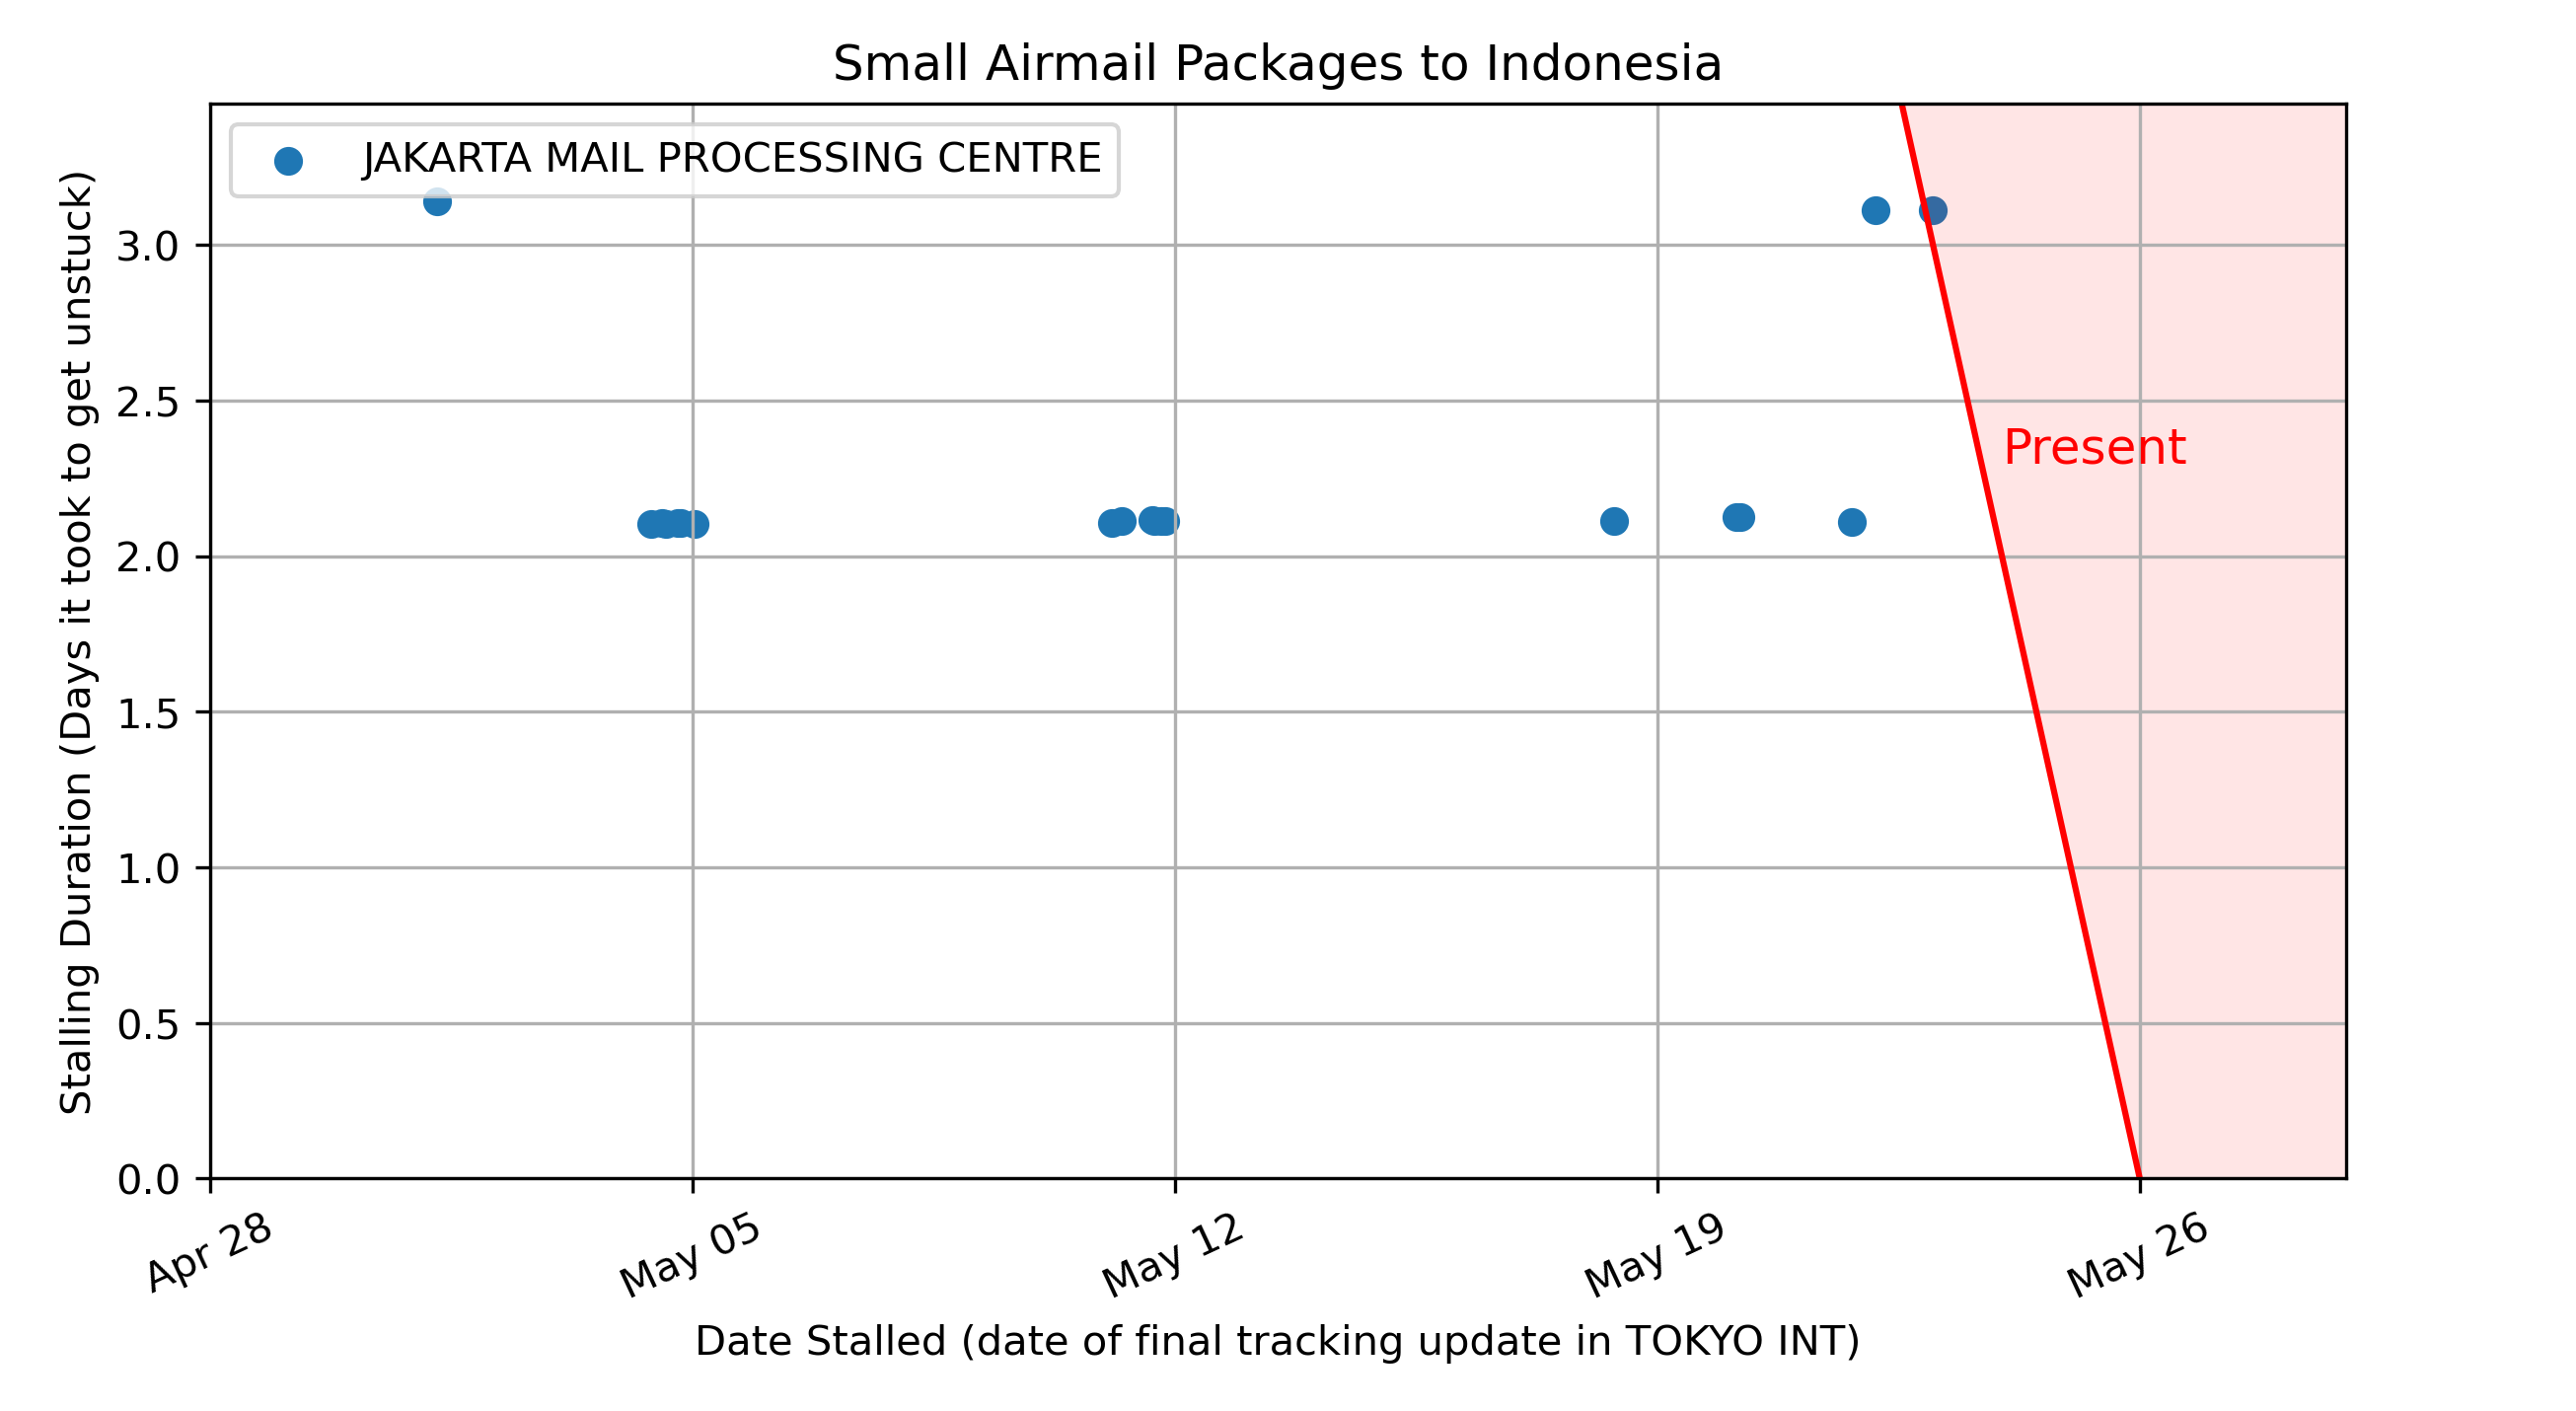 Small Airmail Packages to Indonesia
JAKARTA MAIL PROCESSING CENTRE
Stalling Duration (Days it took to get unstuck)
3.0
2.5
2.0
1.5
1.0
0.5
0.0
Present
Apr 28
May 05
May 12
May 19
May 26
Date Stalled (date of final tracking update in TOKYO INT)